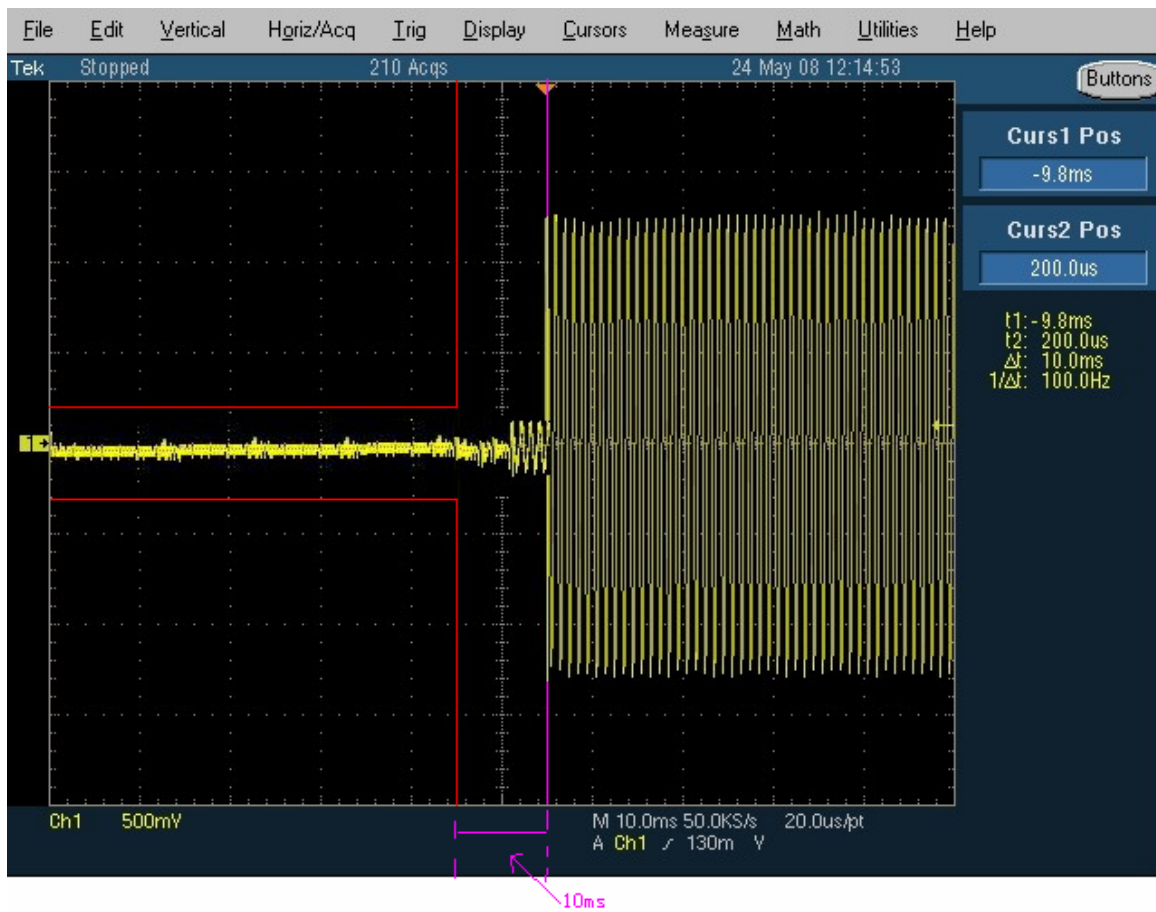 File Edit Vertical Horiz/Acq Trig Display Cursors Measure Math Utilities Help
Tek Stopped 210 Acqs 24 May 08 12:14:53
Buttons
Curs1 Pos
-9.8ms
Curs2 Pos
200.0us
t1:-9.8ms
t2: 200.0us
Δt: 10.0ms
1/Δt: 100.0Hz
1
Ch1 500mV M 10.0ms 50.0KS/s 20.0us/pt
A Ch1 130m V
10ms